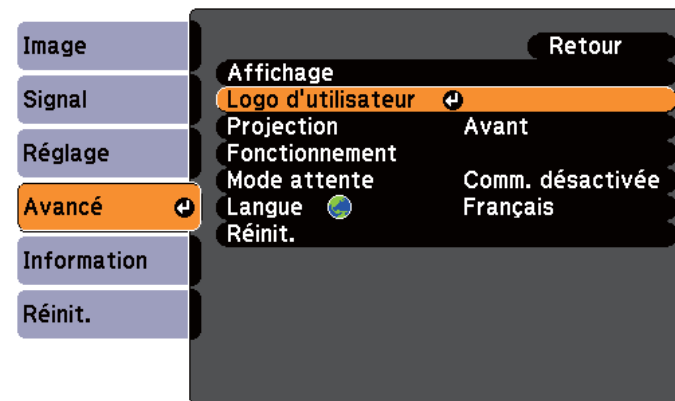 Image
Signal
Réglage
Avancé
Information
Réinit.
Retour
Affichage
Logo d'utilisateur
Projection Avant
Fonctionnement
Mode attente Comm. désactivée
Langue Français
Réinit.